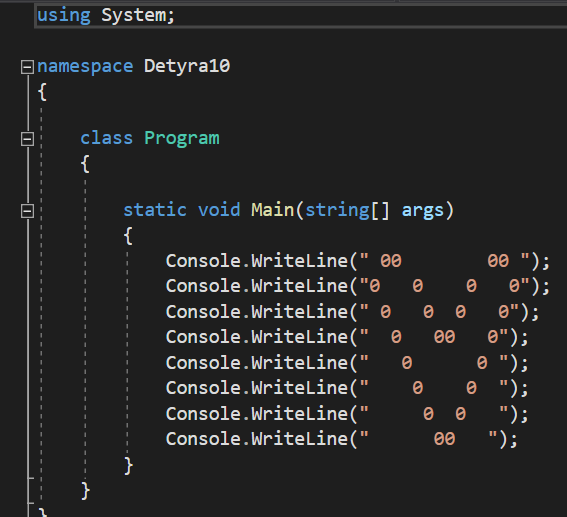 using System;
namespace Detyra10
{
    class Program
    {
        static void Main(string[] args)
        {
            Console.WriteLine(" 00        00 ");
            Console.WriteLine("0   0    0   0");
            Console.WriteLine(" 0   0  0   0");
            Console.WriteLine("  0   00   0");
            Console.WriteLine("   0      0 ");
            Console.WriteLine("    0    0  ");
            Console.WriteLine("     0  0   ");
            Console.WriteLine("      00   ");
        }
    }
}